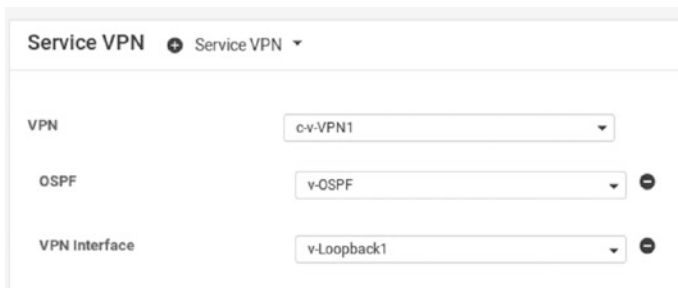 Service VPN Service VPN
VPN c-v-VPN1
OSPF v-OSPF
VPN Interface v-Loopback1